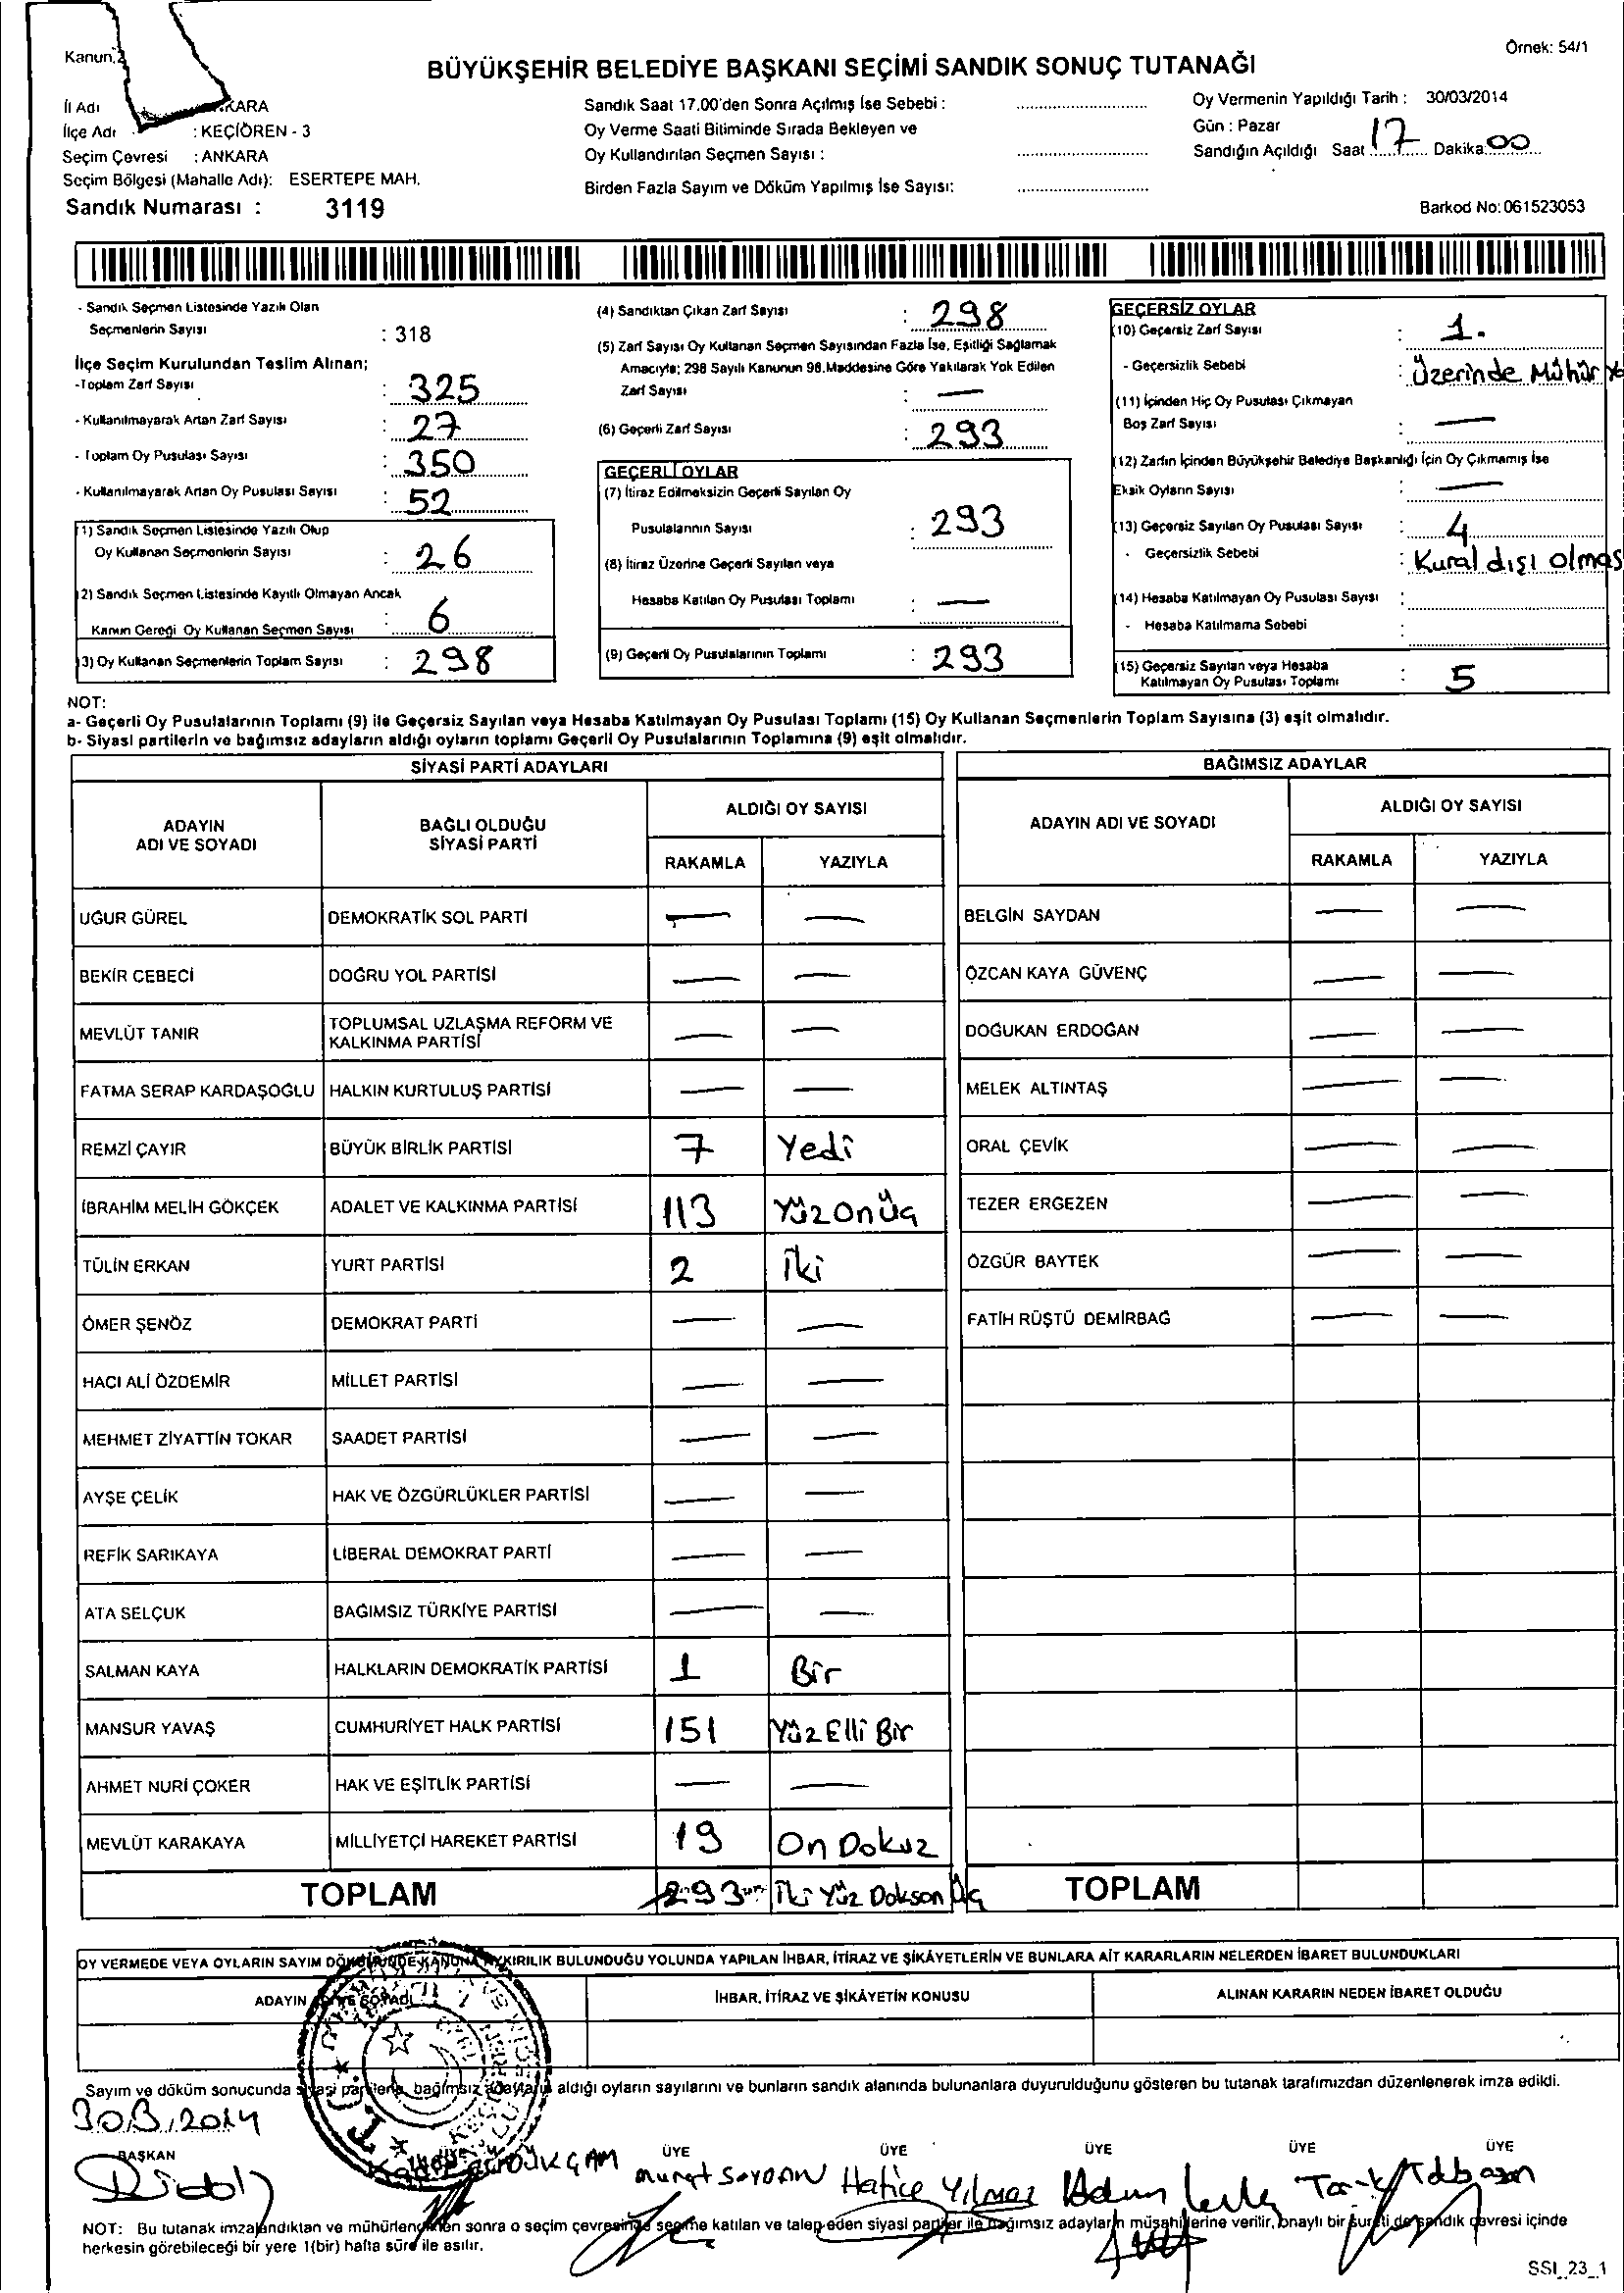 Kanun:2
Örnek: 54/1
BÜYÜKŞEHİR BELEDİYE BAŞKANI SEÇİMİ SANDIK SONUÇ TUTANAĞI
İl Adı KARA
İlçe Adı : KEÇİÖREN - 3
Seçim Çevresi : ANKARA
Seçim Bölgesi (Mahalle Adı): ESERTEPE MAH.
Sandık Numarası : 3119
Sandık Saat 17.00'den Sonra Açılmış İse Sebebi :
Oy Verme Saati Bitiminde Sırada Bekleyen ve
Oy Kullandırılan Seçmen Sayısı :
Birden Fazla Sayım ve Döküm Yapılmış İse Sayısı:
Oy Vermenin Yapıldığı Tarih : 30/03/2014
Gün : Pazar
Sandığın Açıldığı Saat 17 Dakika 00
Barkod No: 061523053
- Sandık Seçmen Listesinde Yazılı Olan
Seçmenlerin Sayısı : 318
İlçe Seçim Kurulundan Teslim Alınan;
-Toplam Zarf Sayısı : 325
- Kullanılmayarak Artan Zarf Sayısı : 27
- Toplam Oy Pusulası Sayısı : 350
- Kullanılmayarak Artan Oy Pusulası Sayısı : 52
(1) Sandık Seçmen Listesinde Yazılı Olup
Oy Kullanan Seçmenlerin Sayısı : 26
(2) Sandık Seçmen Listesinde Kayıtlı Olmayan Ancak
Kanun Gereği Oy Kullanan Seçmen Sayısı : 6
(3) Oy Kullanan Seçmenlerin Toplam Sayısı : 298
(4) Sandıktan Çıkan Zarf Sayısı : 298
(5) Zarf Sayısı Oy Kullanan Seçmen Sayısından Fazla İse, Eşitliği Sağlamak
Amacıyla; 298 Sayılı Kanunun 98.Maddesine Göre Yakılarak Yok Edilen
Zarf Sayısı : —
(6) Geçerli Zarf Sayısı : 293
GEÇERLİ OYLAR
(7) İtiraz Edilmeksizin Geçerli Sayılan Oy
Pusulalarının Sayısı : 293
(8) İtiraz Üzerine Geçerli Sayılan veya
Hesaba Katılan Oy Pusulası Toplamı : —
(9) Geçerli Oy Pusulalarının Toplamı : 293
GEÇERSİZ OYLAR
(10) Geçersiz Zarf Sayısı : 1.
- Geçersizlik Sebebi : Üzerinde Mühür
(11) İçinden Hiç Oy Pusulası Çıkmayan
Boş Zarf Sayısı : —
(12) Zarfın İçinden Büyükşehir Belediye Başkanlığı İçin Oy Çıkmamış İse
Eksik Oyların Sayısı : —
(13) Geçersiz Sayılan Oy Pusulası Sayısı : 4
- Geçersizlik Sebebi : Kural dışı olmas
(14) Hesaba Katılmayan Oy Pusulası Sayısı :
- Hesaba Katılmama Sebebi :
(15) Geçersiz Sayılan veya Hesaba
Katılmayan Oy Pusulası Toplamı : 5
NOT:
a- Geçerli Oy Pusulalarının Toplamı (9) ile Geçersiz Sayılan veya Hesaba Katılmayan Oy Pusulası Toplamı (15) Oy Kullanan Seçmenlerin Toplam Sayısına (3) eşit olmalıdır.
b- Siyasi partilerin ve bağımsız adayların aldığı oyların toplamı Geçerli Oy Pusulalarının Toplamına (9) eşit olmalıdır.
SİYASİ PARTİ ADAYLARI
ADAYIN ADI VE SOYADI BAĞLI OLDUĞU SİYASİ PARTİ ALDIĞI OY SAYISI
RAKAMLA YAZIYLA
UĞUR GÜREL DEMOKRATİK SOL PARTİ — —
BEKİR CEBECİ DOĞRU YOL PARTİSİ — —
MEVLÜT TANIR TOPLUMSAL UZLAŞMA REFORM VE KALKINMA PARTİSİ — —
FATMA SERAP KARDAŞOĞLU HALKIN KURTULUŞ PARTİSİ — —
REMZİ ÇAYIR BÜYÜK BİRLİK PARTİSİ 7 Yedi
İBRAHİM MELİH GÖKÇEK ADALET VE KALKINMA PARTİSİ 113 Yüz Onüç
TÜLİN ERKAN YURT PARTİSİ 2 İki
ÖMER ŞENÖZ DEMOKRAT PARTİ — —
HACI ALİ ÖZDEMİR MİLLET PARTİSİ — —
MEHMET ZİYATTİN TOKAR SAADET PARTİSİ — —
AYŞE ÇELİK HAK VE ÖZGÜRLÜKLER PARTİSİ — —
REFİK SARIKAYA LİBERAL DEMOKRAT PARTİ — —
ATA SELÇUK BAĞIMSIZ TÜRKİYE PARTİSİ — —
SALMAN KAYA HALKLARIN DEMOKRATİK PARTİSİ 1 Bir
MANSUR YAVAŞ CUMHURİYET HALK PARTİSİ 151 Yüz Elli Bir
AHMET NURİ ÇOKER HAK VE EŞİTLİK PARTİSİ — —
MEVLÜT KARAKAYA MİLLİYETÇİ HAREKET PARTİSİ 19 On Dokuz
TOPLAM 293 İki Yüz Dokson Üç
BAĞIMSIZ ADAYLAR
ADAYIN ADI VE SOYADI ALDIĞI OY SAYISI
RAKAMLA YAZIYLA
BELGİN SAYDAN — —
ÖZCAN KAYA GÜVENÇ — —
DOĞUKAN ERDOĞAN — —
MELEK ALTINTAŞ — —
ORAL ÇEVİK — —
TEZER ERGEZEN — —
ÖZGÜR BAYTEK — —
FATİH RÜŞTÜ DEMİRBAĞ — —
TOPLAM
OY VERMEDE VEYA OYLARIN SAYIM DÖKÜMÜNDE KANUNA AYKIRILIK BULUNDUĞU YOLUNDA YAPILAN İHBAR, İTİRAZ VE ŞİKÂYETLERİN VE BUNLARA AİT KARARLARIN NELERDEN İBARET BULUNDUKLARI
ADAYIN ADI VE SOYADI İHBAR, İTİRAZ VE ŞİKÂYETİN KONUSU ALINAN KARARIN NEDEN İBARET OLDUĞU
Sayım ve döküm sonucunda siyasi partilerin, bağımsız adayların aldığı oyların sayılarını ve bunların sandık alanında bulunanlara duyurulduğunu gösteren bu tutanak tarafımızdan düzenlenerek imza edildi.
30.3.2014
BAŞKAN ÜYE ÜYE ÜYE ÜYE ÜYE ÜYE
Murat SAYDAN Hatice Yılmaz
NOT: Bu tutanak imzalandıktan ve mühürlendikten sonra o seçim çevresinde seçime katılan ve talep eden siyasi partiler ile bağımsız adayların müşahitlerine verilir, onaylı bir sureti de sandık çevresi içinde
herkesin görebileceği bir yere 1(bir) hafta süre ile asılır.
SSI_23_1